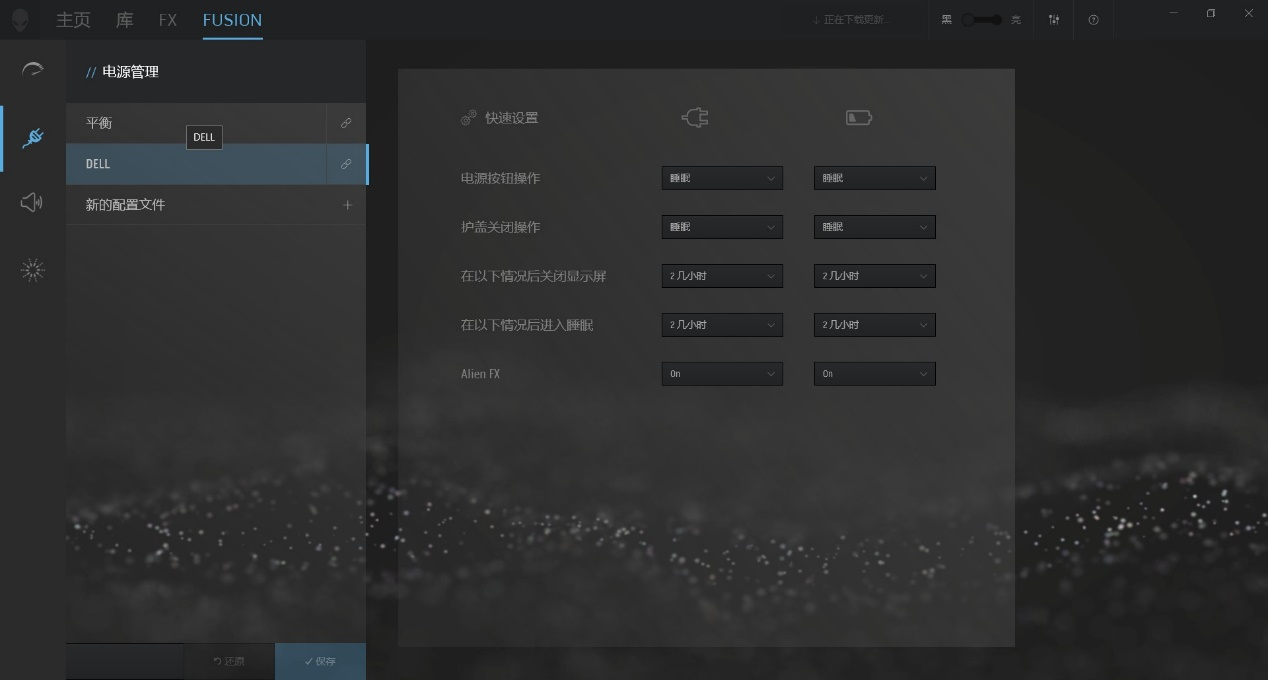 主页 库 FX FUSION 正在下载更新... 黑 亮
// 电源管理
平衡
DELL
DELL
新的配置文件 +
快速设置
电源按钮操作 睡眠 睡眠
护盖关闭操作 睡眠 睡眠
在以下情况后关闭显示屏 2 几小时 2 几小时
在以下情况后进入睡眠 2 几小时 2 几小时
Alien FX On On
还原 保存